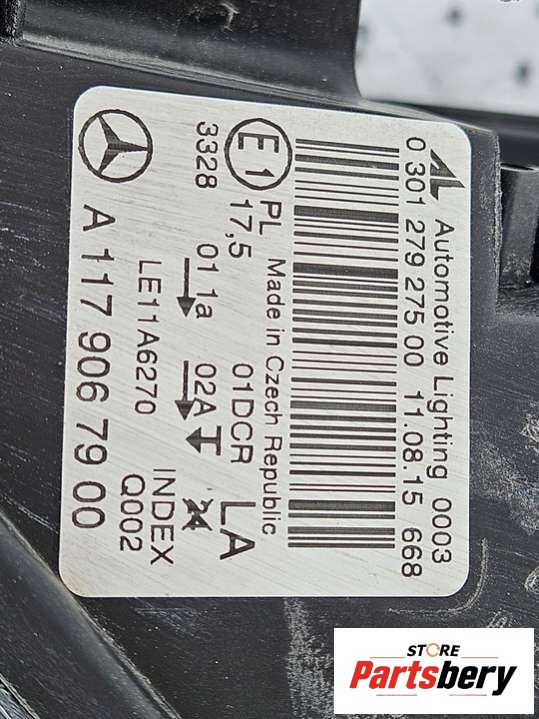 AL Automotive Lighting 0003
0 301 279 275 00 11.08.15 668
Made in Czech Republic
E1 PL 01DCR LA
17,5
3328 01 1a 02A
LE11A6270 INDEX
Q002
A 117 906 79 00
STORE
Partsbery